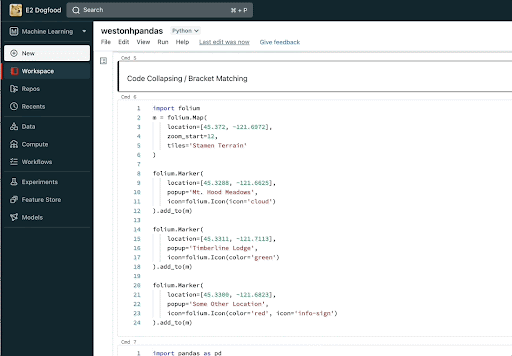 E2 Dogfood
Search
⌘ + P
Machine Learning
New
Workspace
Repos
Recents
Data
Compute
Workflows
Experiments
Feature Store
Models
westonhpandas
Python
File Edit View Run Help Last edit was now Give feedback
Cmd 5
Code Collapsing / Bracket Matching
Cmd 6
1 import folium
2 m = folium.Map(
3 location=[45.372, -121.6972],
4 zoom_start=12,
5 tiles='Stamen Terrain'
6 )
7
8 folium.Marker(
9 location=[45.3288, -121.6625],
10 popup='Mt. Hood Meadows',
11 icon=folium.Icon(icon='cloud')
12 ).add_to(m)
13
14 folium.Marker(
15 location=[45.3311, -121.7113],
16 popup='Timberline Lodge',
17 icon=folium.Icon(color='green')
18 ).add_to(m)
19
20 folium.Marker(
21 location=[45.3300, -121.6823],
22 popup='Some Other Location',
23 icon=folium.Icon(color='red', icon='info-sign')
24 ).add_to(m)
Cmd 7
1 import pandas as pd